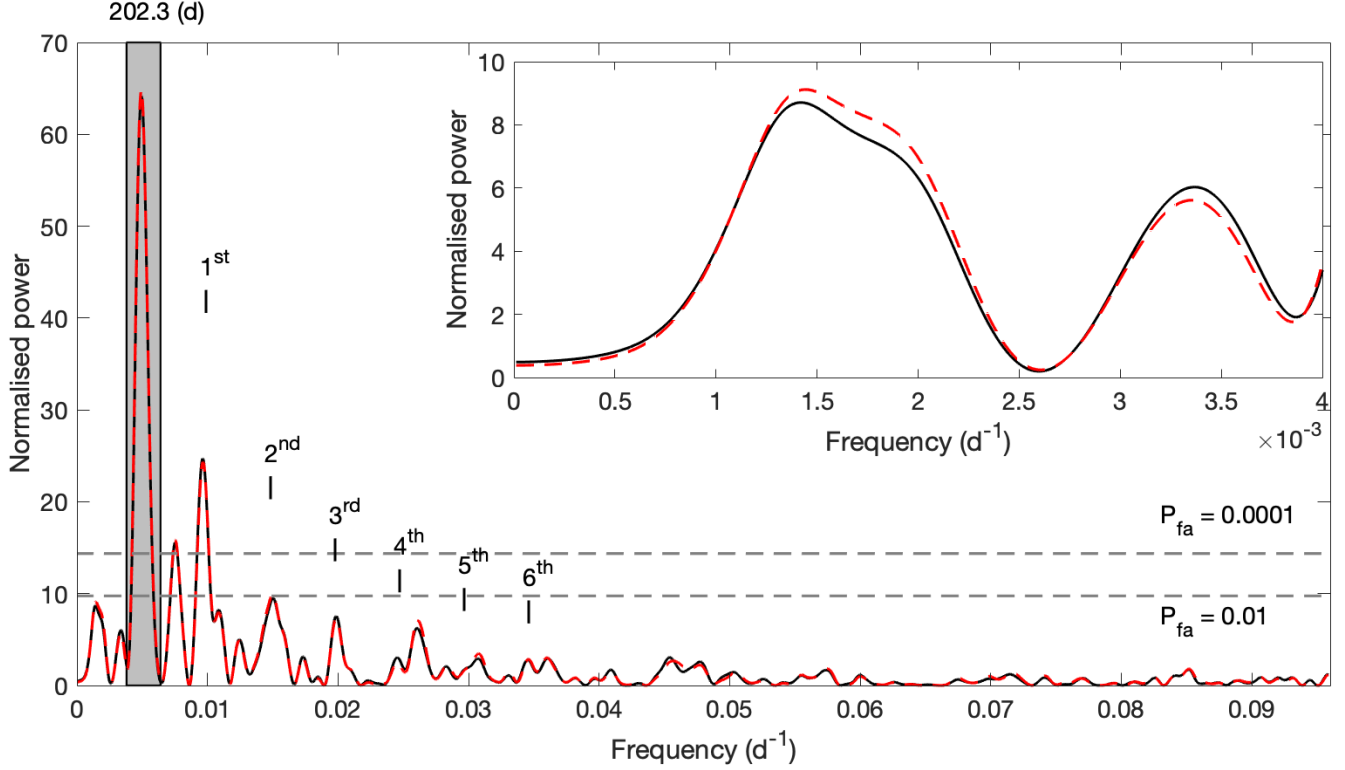 202.3 (d)
70
60
50
40
30
20
10
0
Normalised power
1st
2nd
3rd
4th
5th
6th
Pfa = 0.0001
Pfa = 0.01
0 0.01 0.02 0.03 0.04 0.05 0.06 0.07 0.08 0.09
Frequency (d-1)
10
8
6
4
2
0
Normalised power
0 0.5 1 1.5 2 2.5 3 3.5 4
Frequency (d-1)
×10-3